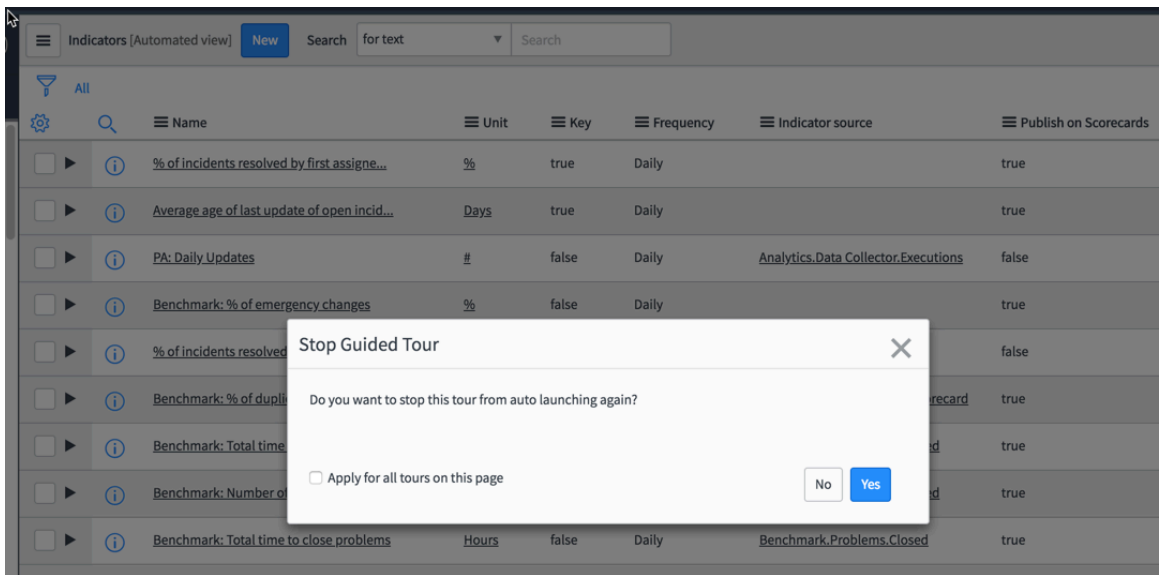 Indicators [Automated view] New Search for text Search
All
Name Unit Key Frequency Indicator source Publish on Scorecards
% of incidents resolved by first assigne... % true Daily true
Average age of last update of open incid... Days true Daily true
PA: Daily Updates # false Daily Analytics.Data Collector.Executions false
Benchmark: % of emergency changes % false Daily true
% of incidents resolved false
Stop Guided Tour
Do you want to stop this tour from auto launching again?
Benchmark: % of true
Benchmark: Total time true
Apply for all tours on this page No Yes
Benchmark: Number of true
Benchmark: Total time to close problems Hours false Daily Benchmark.Problems.Closed true